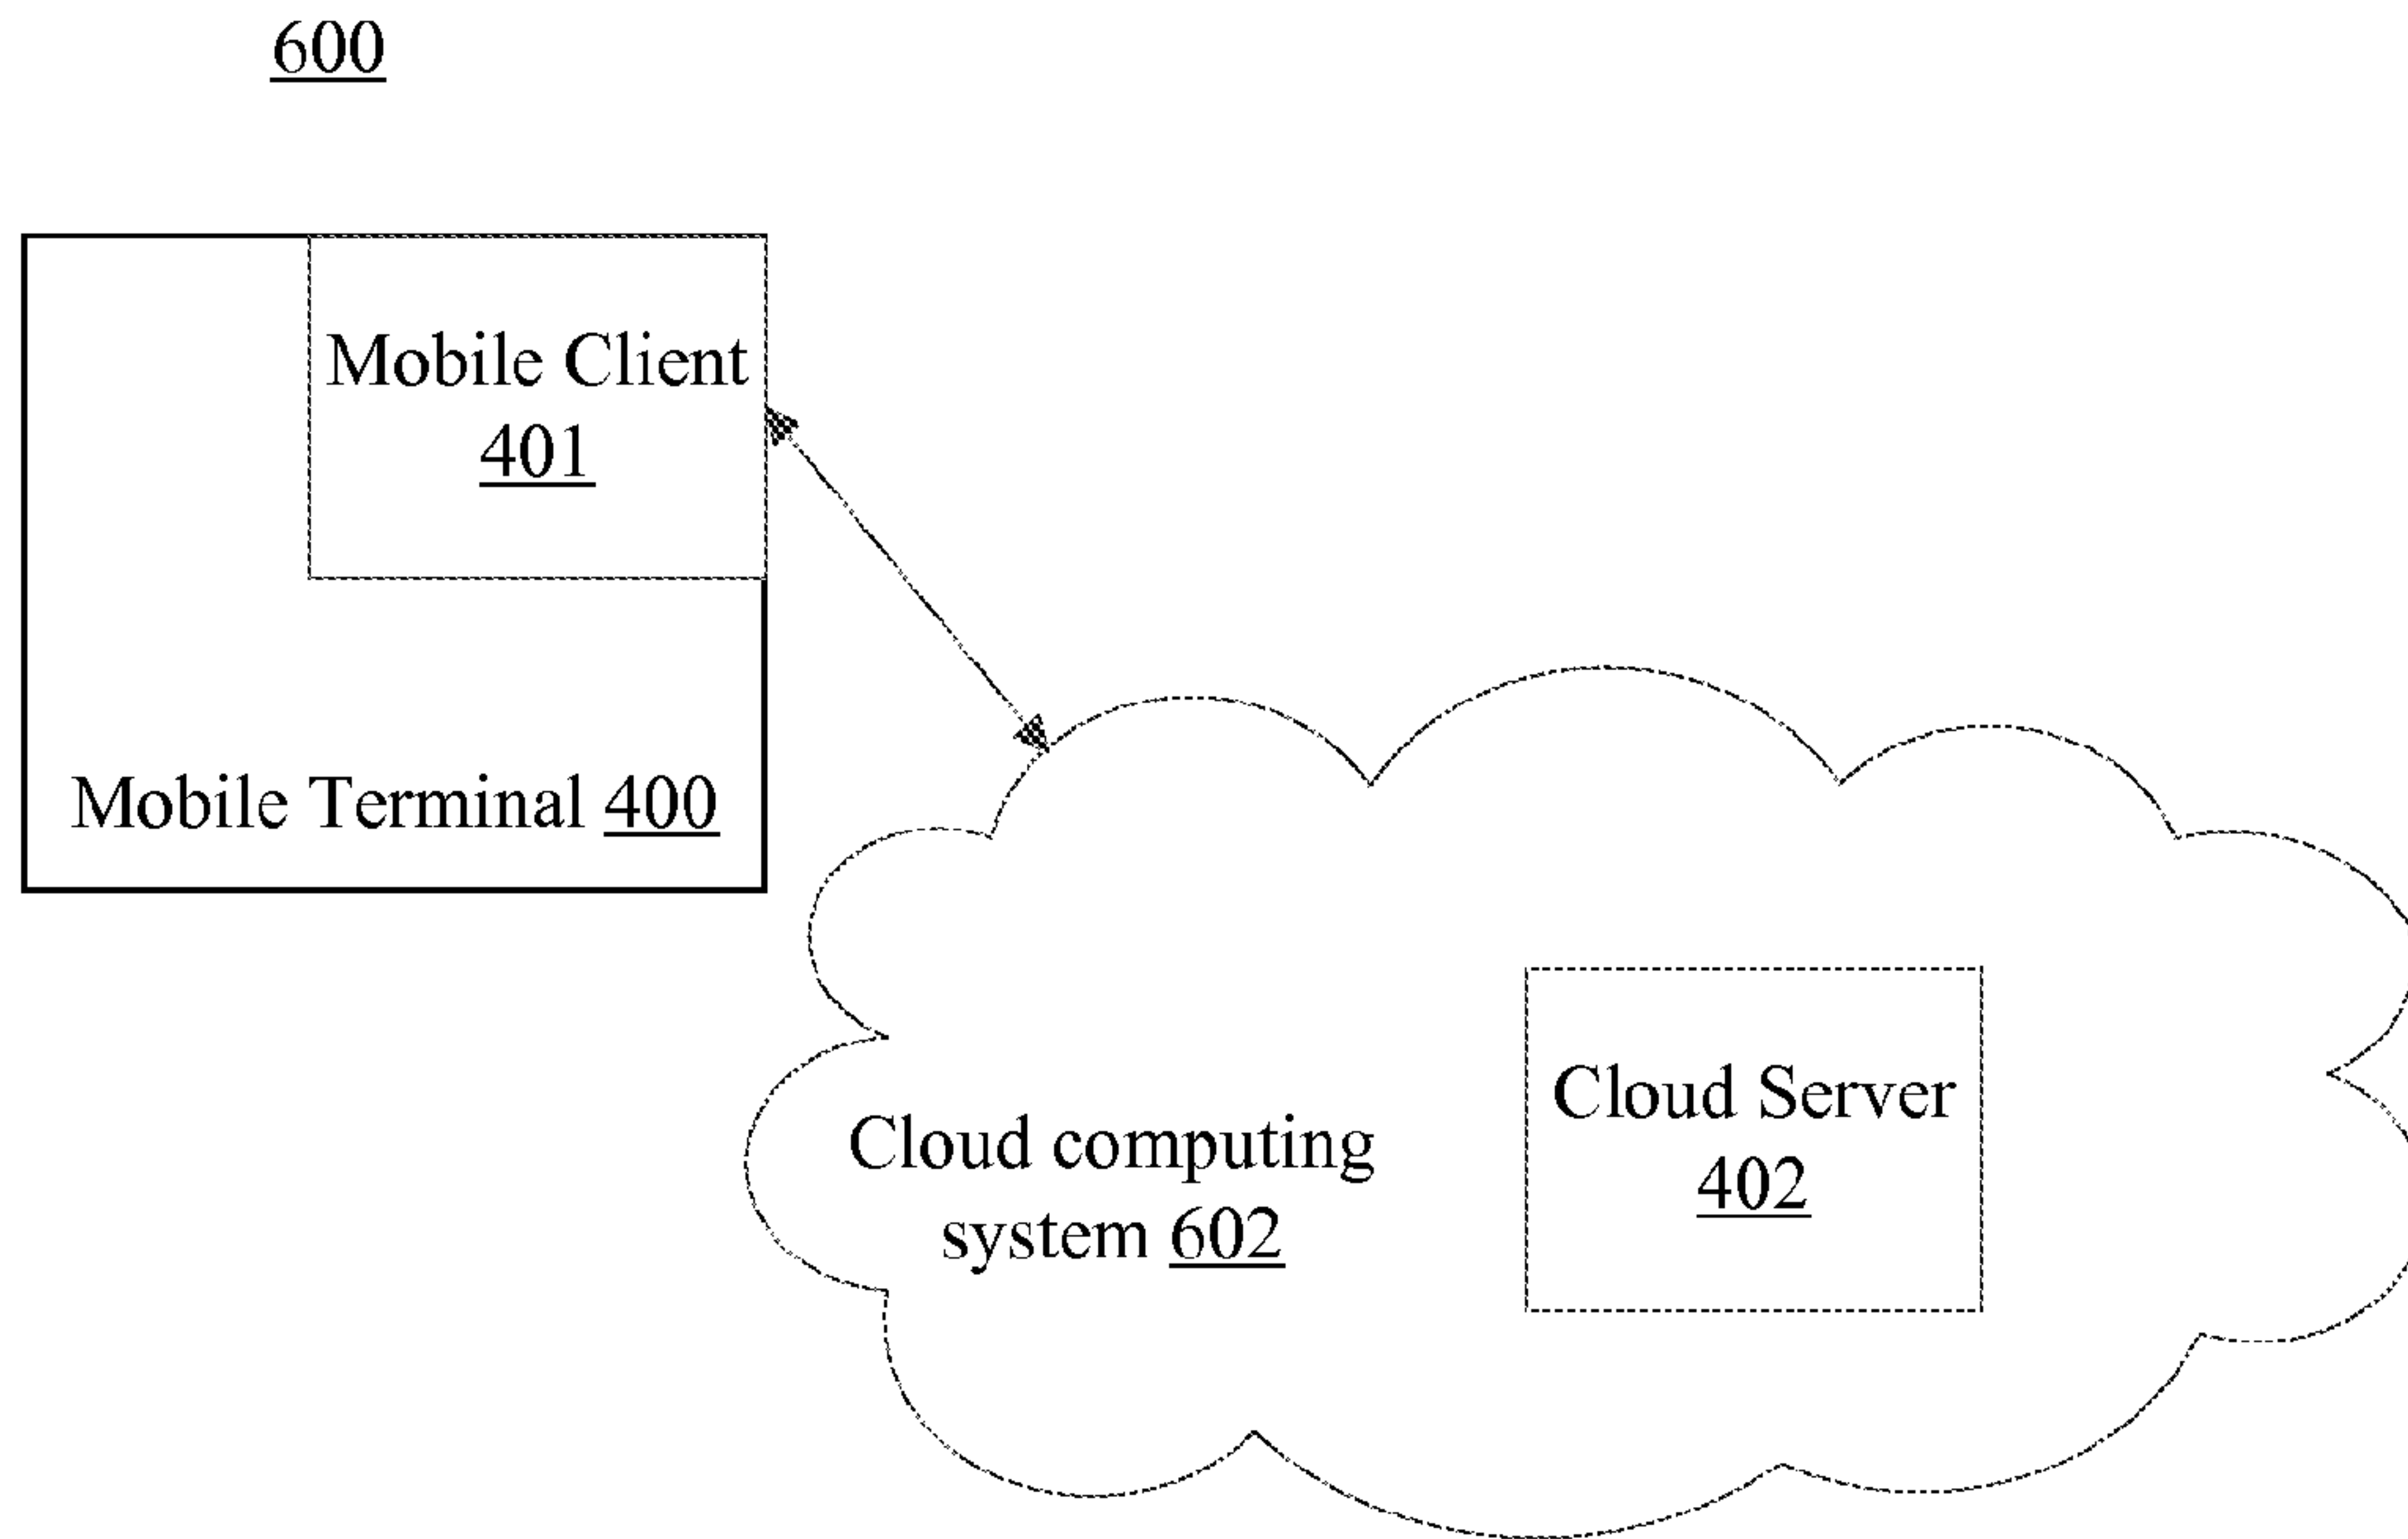 600
Mobile Client
401
Mobile Terminal 400
Cloud Server
402
Cloud computing
system 602